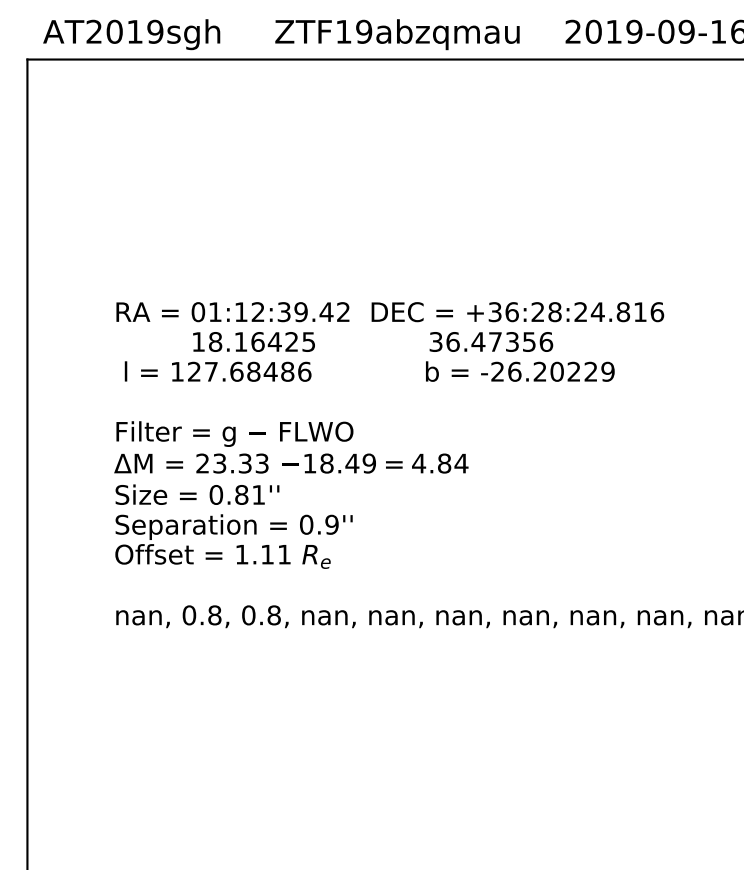 AT2019sgh ZTF19abzqmau 2019-09-16
RA = 01:12:39.42 DEC = +36:28:24.816
18.16425 36.47356
l = 127.68486 b = -26.20229
Filter = g − FLWO
ΔM = 23.33 −18.49 = 4.84
Size = 0.81''
Separation = 0.9''
Offset = 1.11 Re
nan, 0.8, 0.8, nan, nan, nan, nan, nan, nan, nan